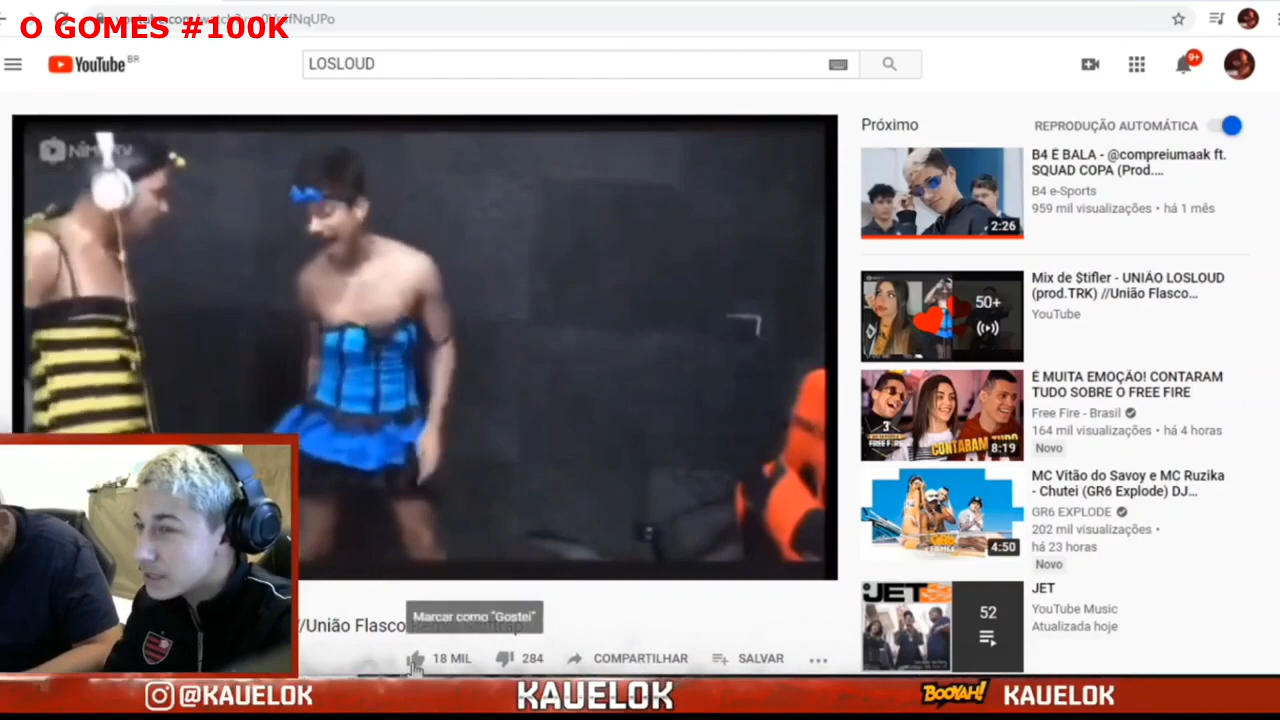 O GOMES #100K
YouTube BR
LOSLOUD
9+
NIMOTV
Próximo
REPRODUÇÃO AUTOMÁTICA
B4 É BALA - @compreiumaak ft.
SQUAD COPA (Prod....
B4 e-Sports
959 mil visualizações • há 1 mês
2:26
Mix de $tifler - UNIÃO LOSLOUD
(prod.TRK) //União Flasco...
YouTube
50+
É MUITA EMOÇÃO! CONTARAM
TUDO SOBRE O FREE FIRE
Free Fire - Brasil
164 mil visualizações • há 4 horas
Novo
CONTARAM TUDO
8:19
MC Vitão do Savoy e MC Ruzika
- Chutei (GR6 Explode) DJ...
GR6 EXPLODE
202 mil visualizações •
há 23 horas
Novo
4:50
JET
YouTube Music
Atualizada hoje
JETS
52
//União Flasco
Marcar como "Gostei"
18 MIL
284
COMPARTILHAR
SALVAR
@KAUELOK
KAUELOK
BOOYAH!
KAUELOK